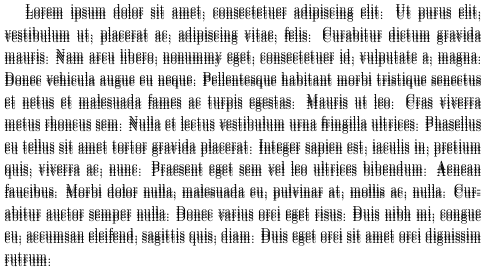 Lorem ipsum dolor sit amet, consectetuer adipiscing elit. Ut purus elit,
vestibulum ut, placerat ac, adipiscing vitae, felis. Curabitur dictum gravida
mauris. Nam arcu libero, nonummy eget, consectetuer id, vulputate a, magna.
Donec vehicula augue eu neque. Pellentesque habitant morbi tristique senectus
et netus et malesuada fames ac turpis egestas. Mauris ut leo. Cras viverra
metus rhoncus sem. Nulla et lectus vestibulum urna fringilla ultrices. Phasellus
eu tellus sit amet tortor gravida placerat. Integer sapien est, iaculis in, pretium
quis, viverra ac, nunc. Praesent eget sem vel leo ultrices bibendum. Aenean
faucibus. Morbi dolor nulla, malesuada eu, pulvinar at, mollis ac, nulla. Cur-
abitur auctor semper nulla. Donec varius orci eget risus. Duis nibh mi, congue
eu, accumsan eleifend, sagittis quis, diam. Duis eget orci sit amet orci dignissim
rutrum.